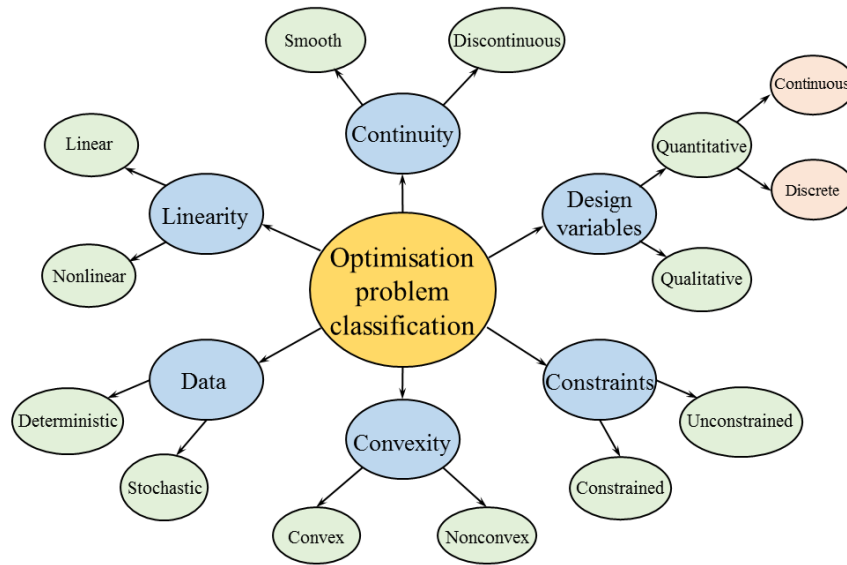 Smooth
Discontinuous
Continuity
Continuous
Quantitative
Discrete
Design
variables
Qualitative
Linear
Linearity
Nonlinear
Optimisation
problem
classification
Data
Deterministic
Stochastic
Constraints
Unconstrained
Constrained
Convexity
Convex
Nonconvex